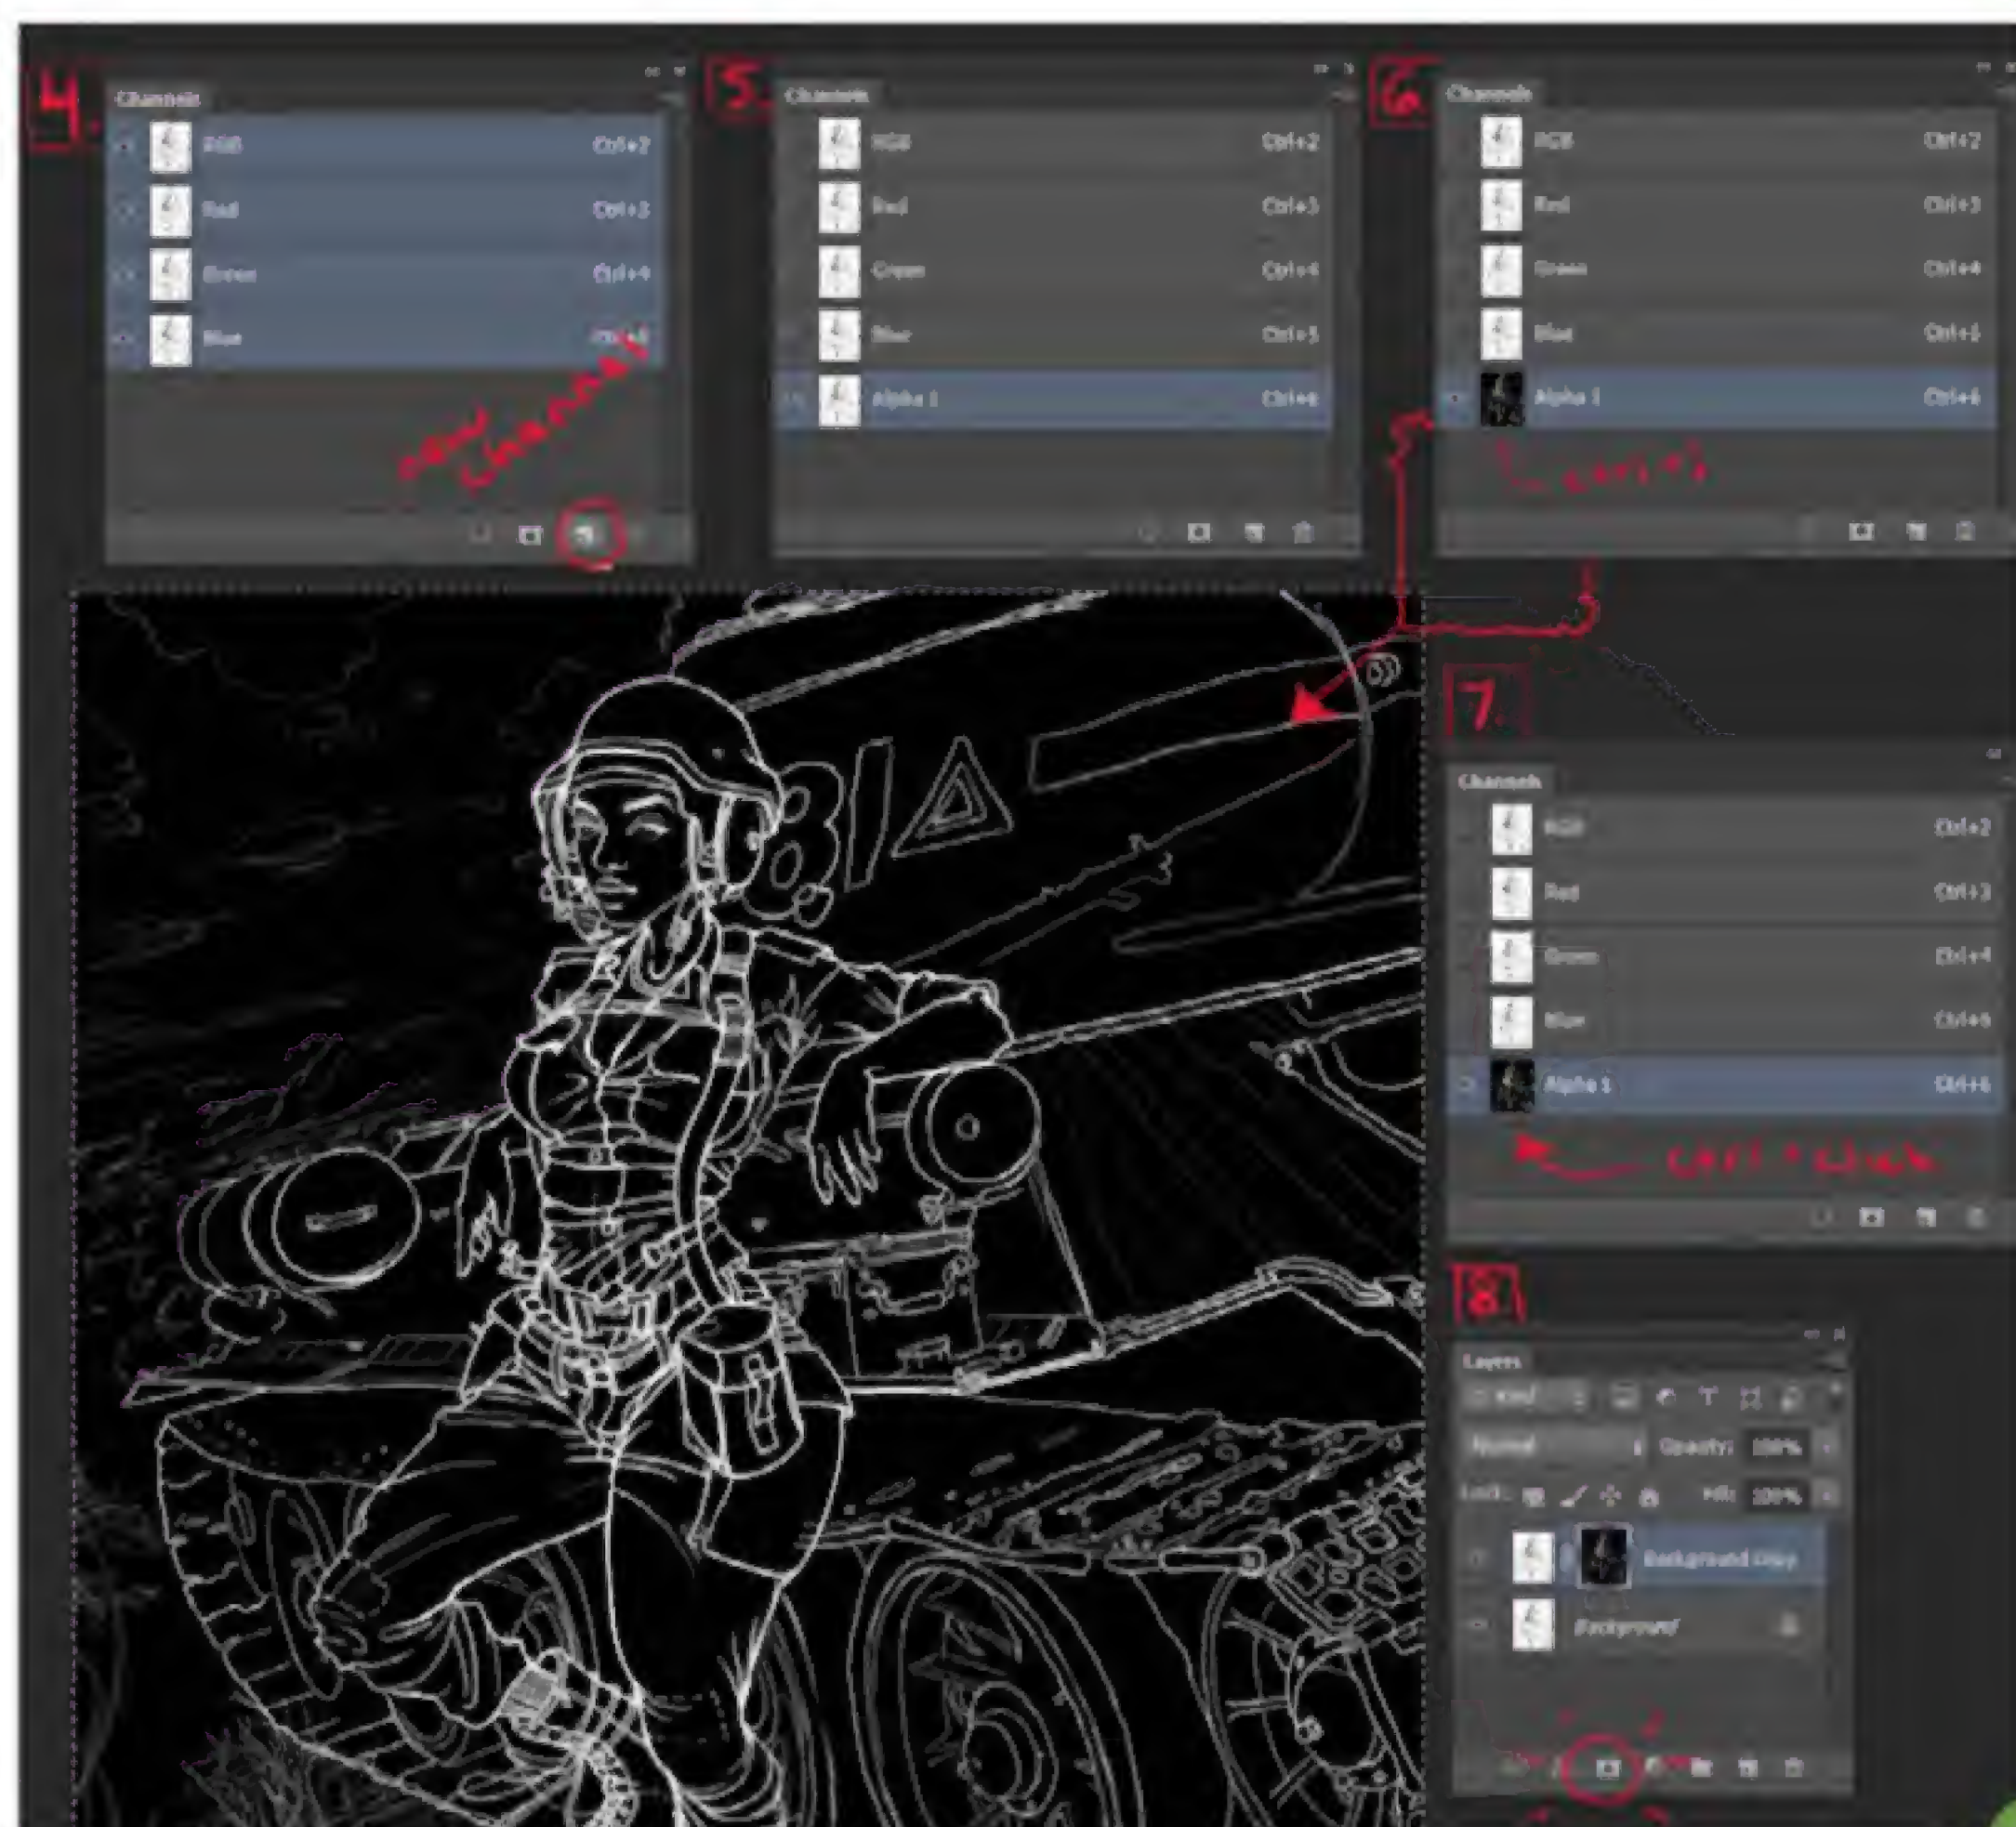 4.
Channels
RGB Ctrl+2
Red Ctrl+3
Green Ctrl+4
Blue Ctrl+5
new
channel
5.
Channels
RGB Ctrl+2
Red Ctrl+3
Green Ctrl+4
Blue Ctrl+5
Alpha 1 Ctrl+6
6.
Channels
RGB Ctrl+2
Red Ctrl+3
Green Ctrl+4
Blue Ctrl+5
Alpha 1 Ctrl+6
ctrl+i
81
7.
Channels
RGB Ctrl+2
Red Ctrl+3
Green Ctrl+4
Blue Ctrl+5
Alpha 1 Ctrl+6
ctrl + click
8.
Layers
Kind
Normal Opacity: 100%
Lock: Fill: 100%
Background copy
Background